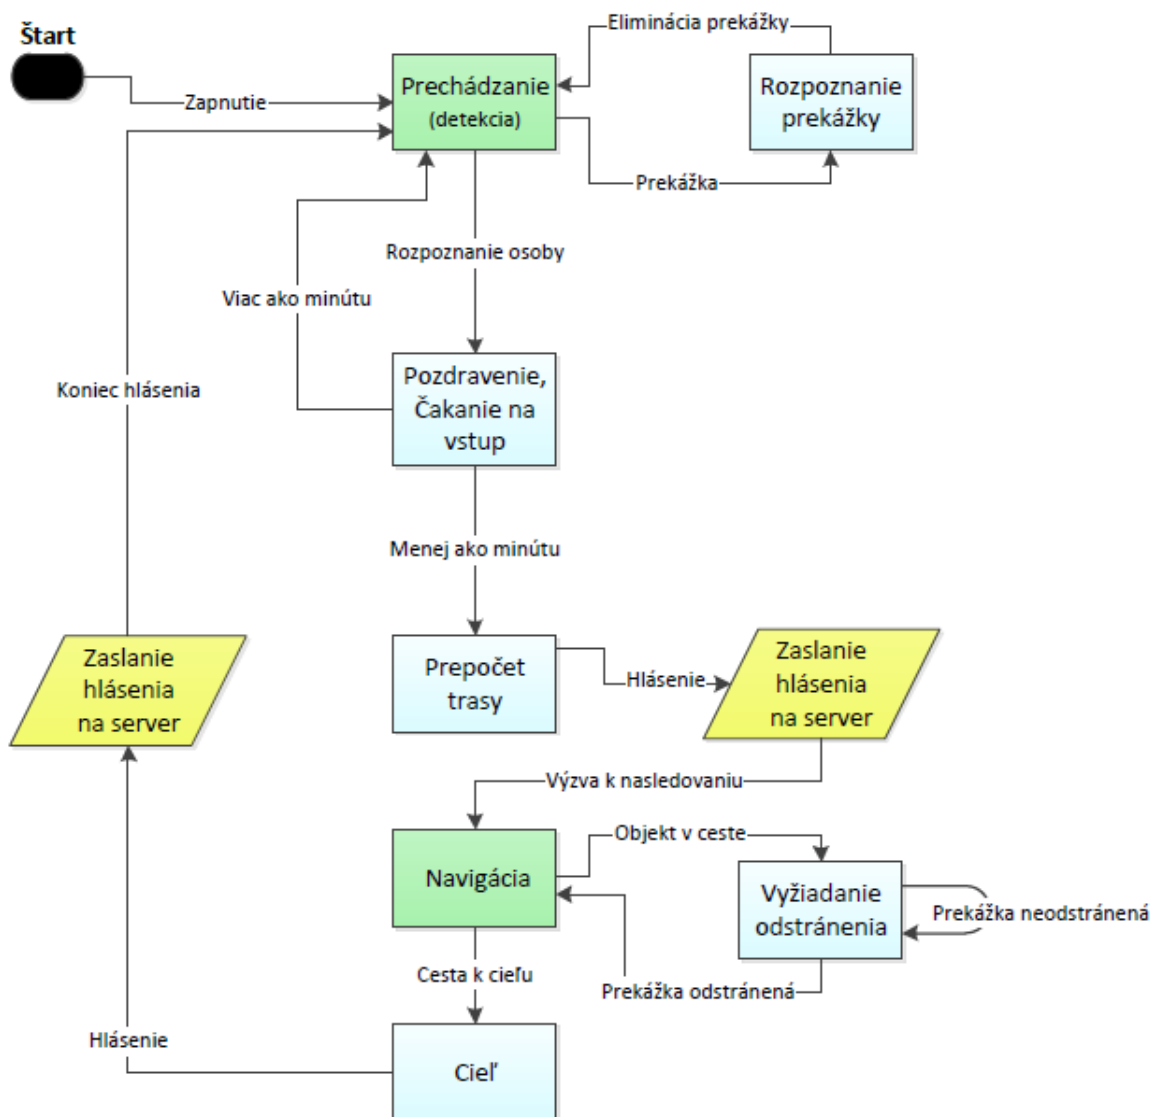 Štart
Eliminácia prekážky
Prechádzanie
(detekcia)
Rozpoznanie
prekážky
Zapnutie
Prekážka
Rozpoznanie osoby
Viac ako minútu
Pozdravenie,
Čakanie na
vstup
Koniec hlásenia
Menej ako minútu
Zaslanie
hlásenia
na server
Prepočet
trasy
Hlásenie
Zaslanie
hlásenia
na server
Výzva k nasledovaniu
Objekt v ceste
Navigácia
Vyžiadanie
odstránenia
Prekážka neodstránená
Cesta k cieľu
Prekážka odstránená
Hlásenie
Cieľ